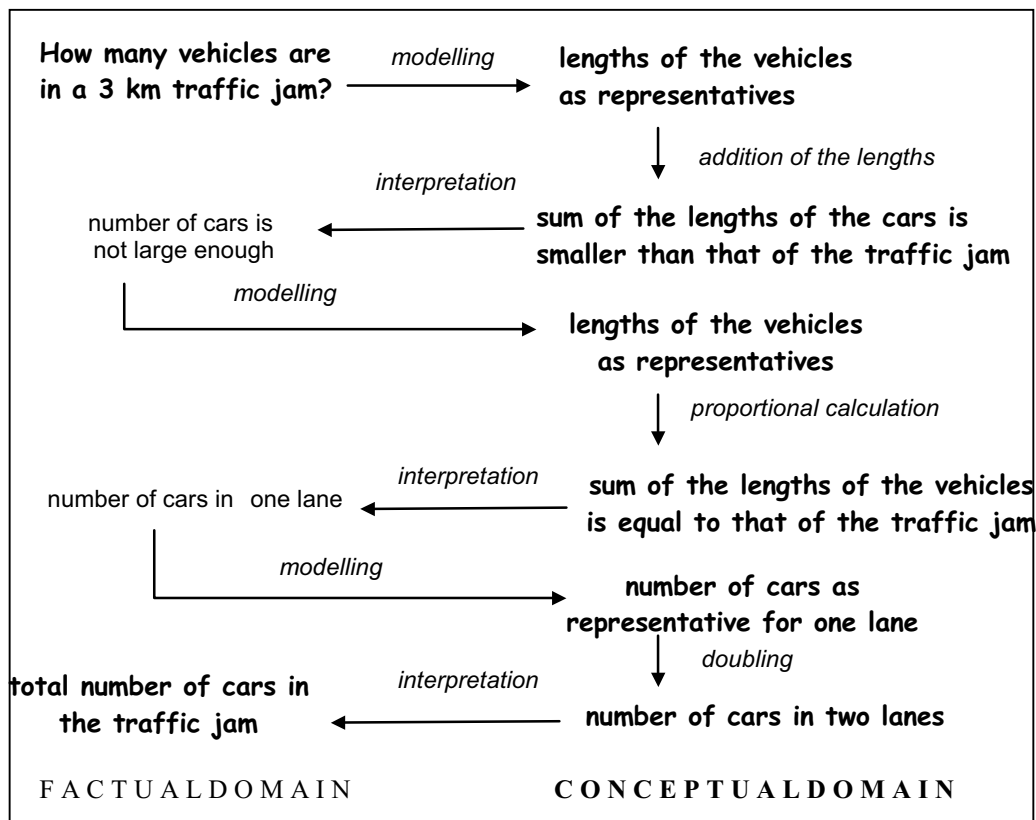 How many vehicles are
in a 3 km traffic jam?
modelling
lengths of the vehicles
as representatives
addition of the lengths
interpretation
number of cars is
not large enough
sum of the lengths of the cars is
smaller than that of the traffic jam
modelling
lengths of the vehicles
as representatives
proportional calculation
interpretation
number of cars in one lane
sum of the lengths of the vehicles
is equal to that of the traffic jam
modelling
number of cars as
representative for one lane
doubling
interpretation
total number of cars in
the traffic jam
number of cars in two lanes
FACTUALDOMAIN
CONCEPTUALDOMAIN